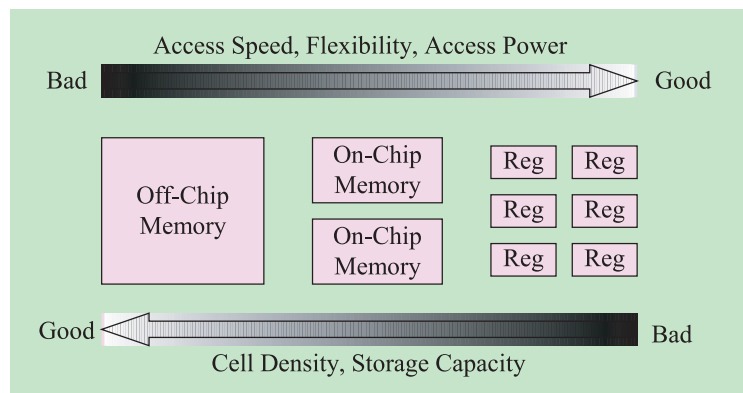 Access Speed, Flexibility, Access Power
Bad
Good
Off-Chip
Memory
On-Chip
Memory
On-Chip
Memory
Reg
Reg
Reg
Reg
Reg
Reg
Good
Bad
Cell Density, Storage Capacity